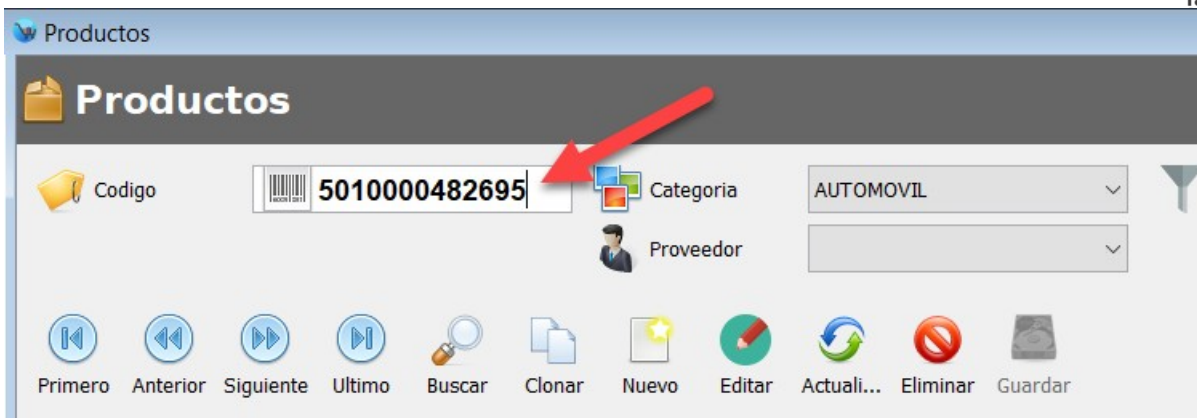 Productos
Productos
Codigo 5010000482695 Categoria AUTOMOVIL
Proveedor
Primero Anterior Siguiente Ultimo Buscar Clonar Nuevo Editar Actuali... Eliminar Guardar